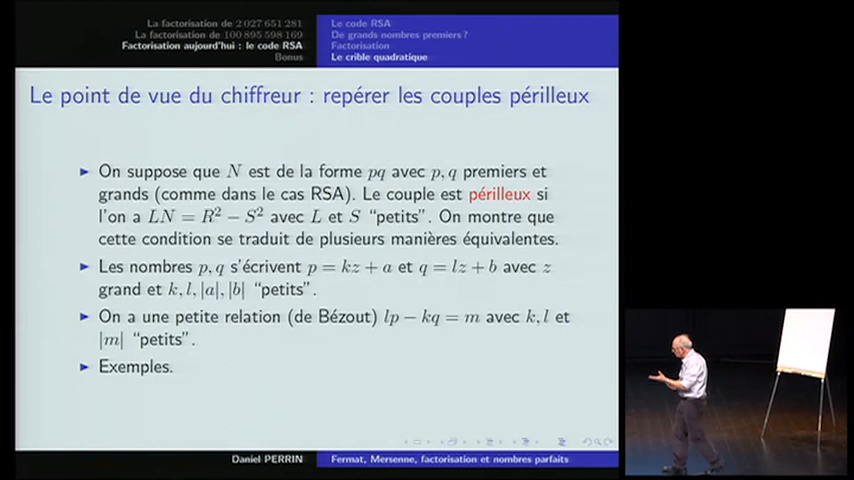 La factorisation de 2 027 651 281
La factorisation de 100 895 598 169
Factorisation aujourd'hui : le code RSA
Bonus
Le code RSA
De grands nombres premiers ?
Factorisation
Le crible quadratique
Le point de vue du chiffreur : repérer les couples périlleux
On suppose que N est de la forme pq avec p, q premiers et
grands (comme dans le cas RSA). Le couple est périlleux si
l'on a LN = R² − S² avec L et S “petits”. On montre que
cette condition se traduit de plusieurs manières équivalentes.
Les nombres p, q s'écrivent p = kz + a et q = lz + b avec z
grand et k, l, |a|, |b| “petits”.
On a une petite relation (de Bézout) lp − kq = m avec k, l et
|m| “petits”.
Exemples.
Daniel PERRIN
Fermat, Mersenne, factorisation et nombres parfaits